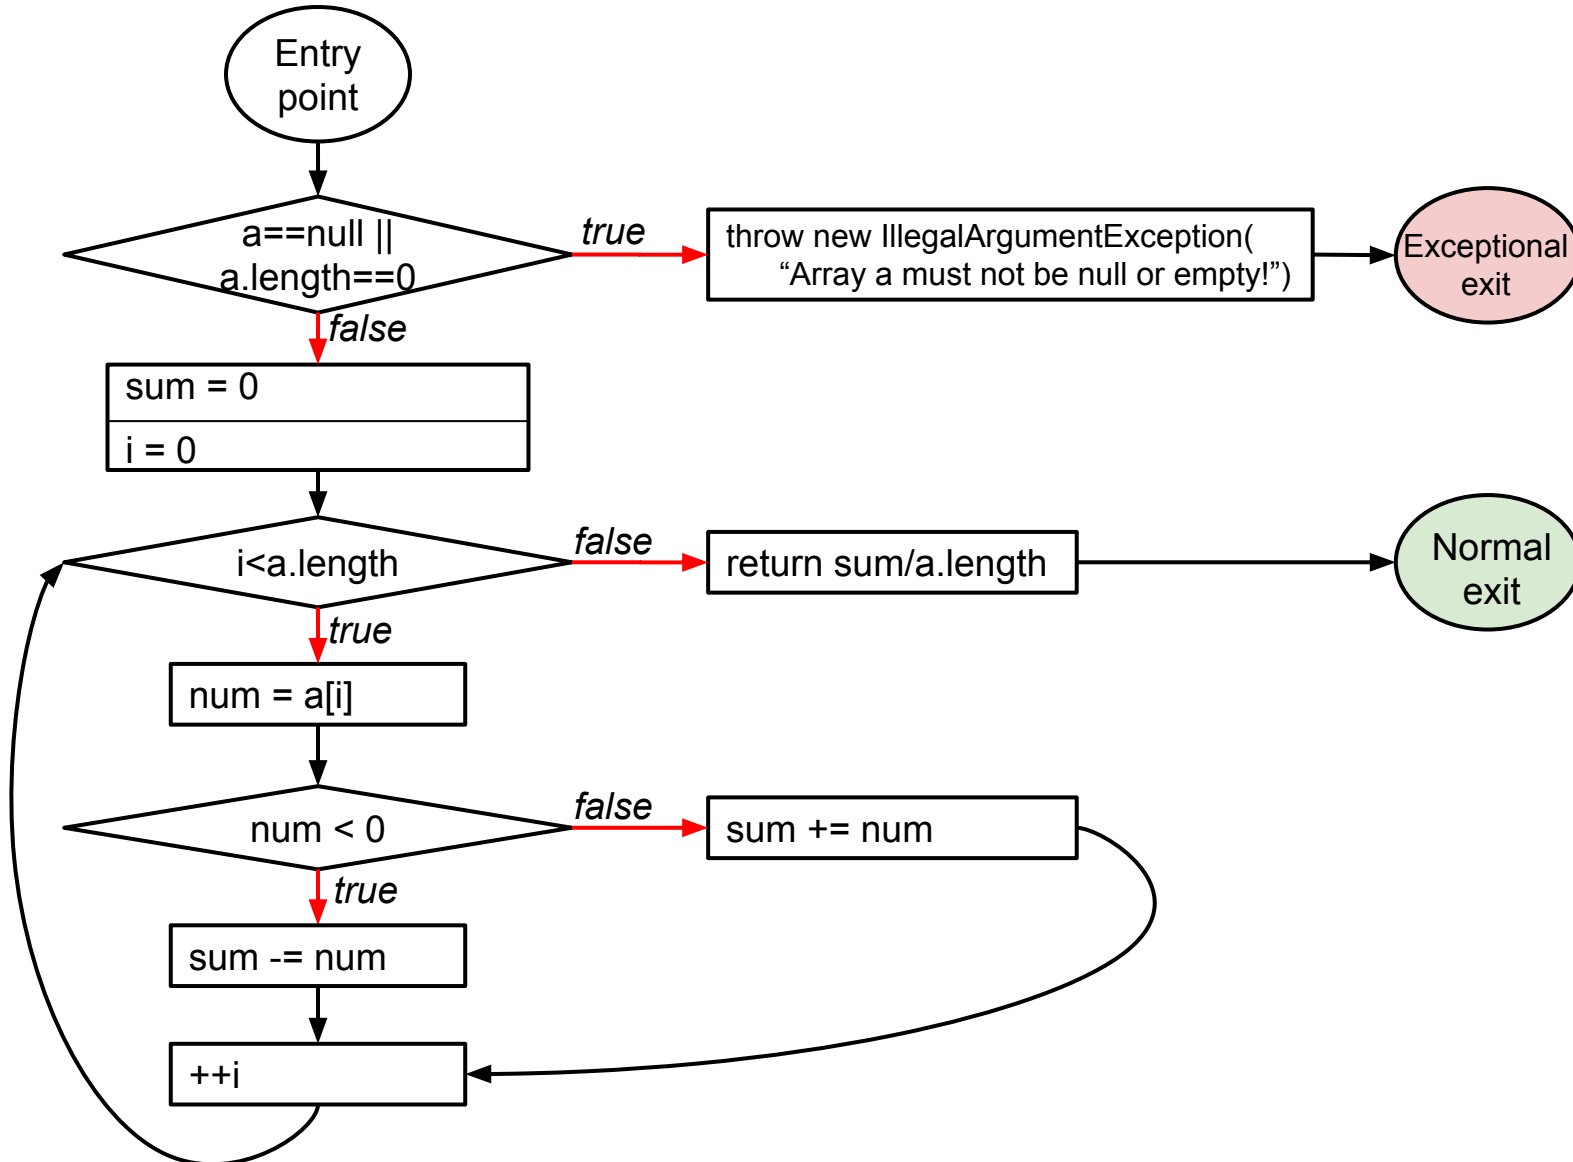 Entry
point
a==null ||
a.length==0
true
throw new IllegalArgumentException(
“Array a must not be null or empty!”)
Exceptional
exit
false
sum = 0
i = 0
i<a.length
false
return sum/a.length
Normal
exit
true
num = a[i]
num < 0
false
sum += num
true
sum -= num
++i